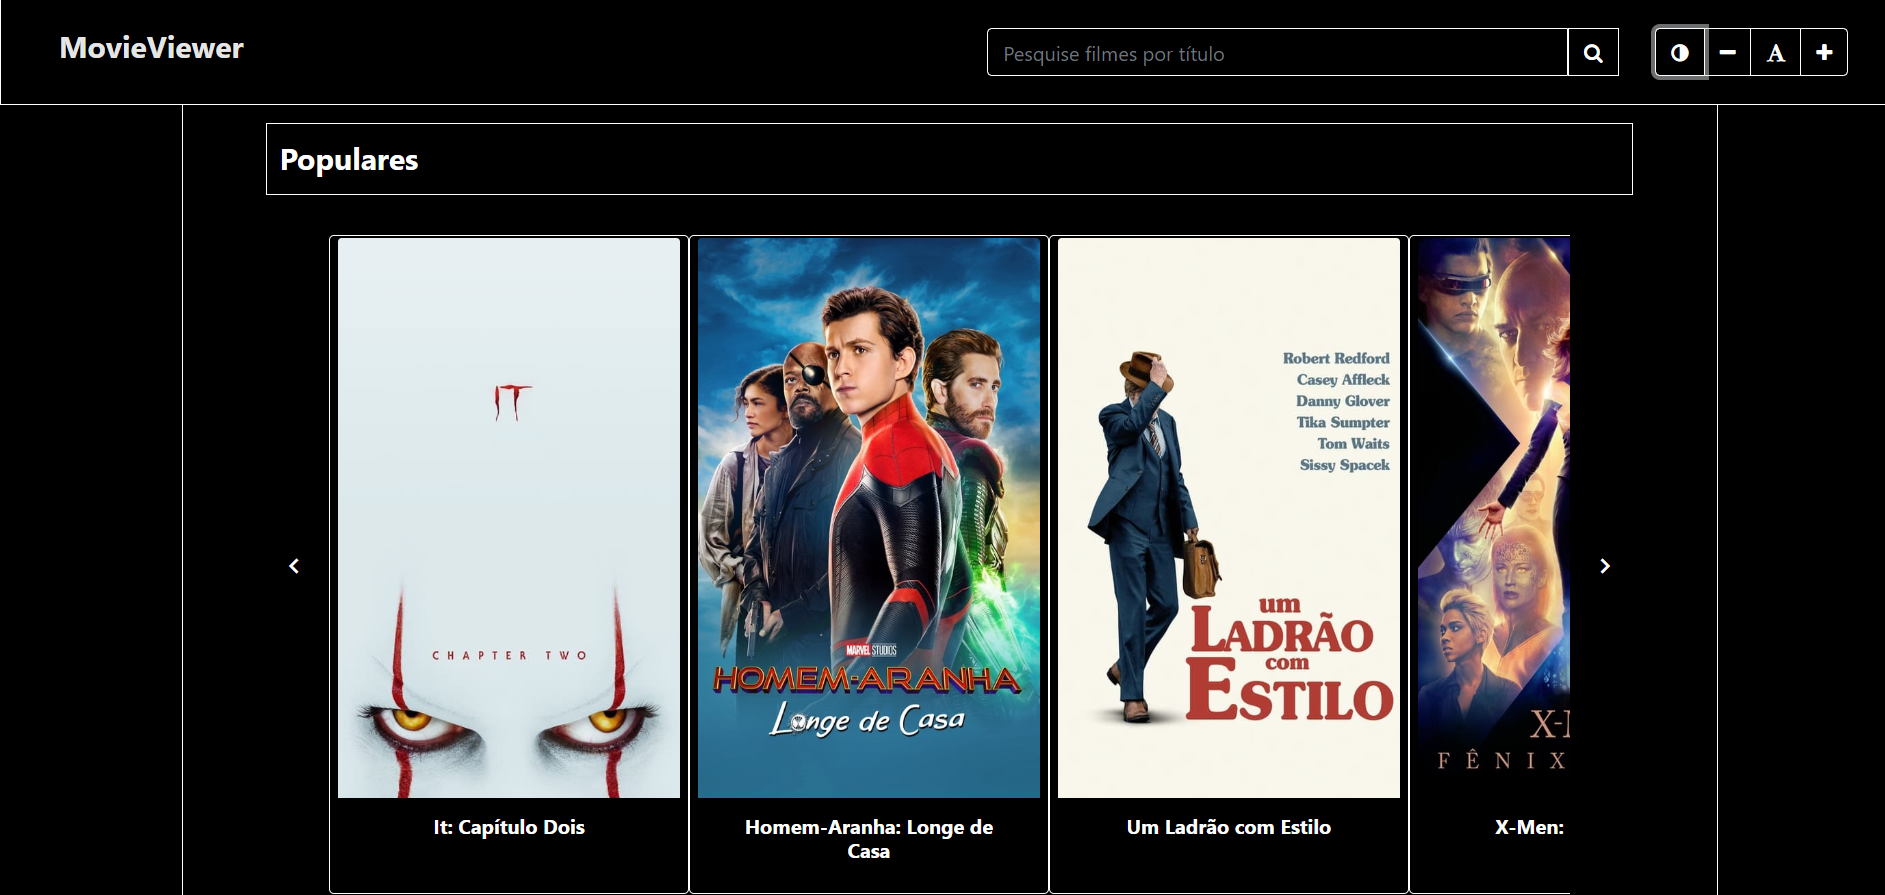 MovieViewer
Pesquise filmes por título
A
Populares
IT
CHAPTER TWO
It: Capítulo Dois
MARVEL STUDIOS
HOMEM-ARANHA
Longe de Casa
Homem-Aranha: Longe de
Casa
Robert Redford
Casey Affleck
Danny Glover
Tika Sumpter
Tom Waits
Sissy Spacek
um
LADRÃO
com
ESTILO
Um Ladrão com Estilo
FÊNIX
X-Men: